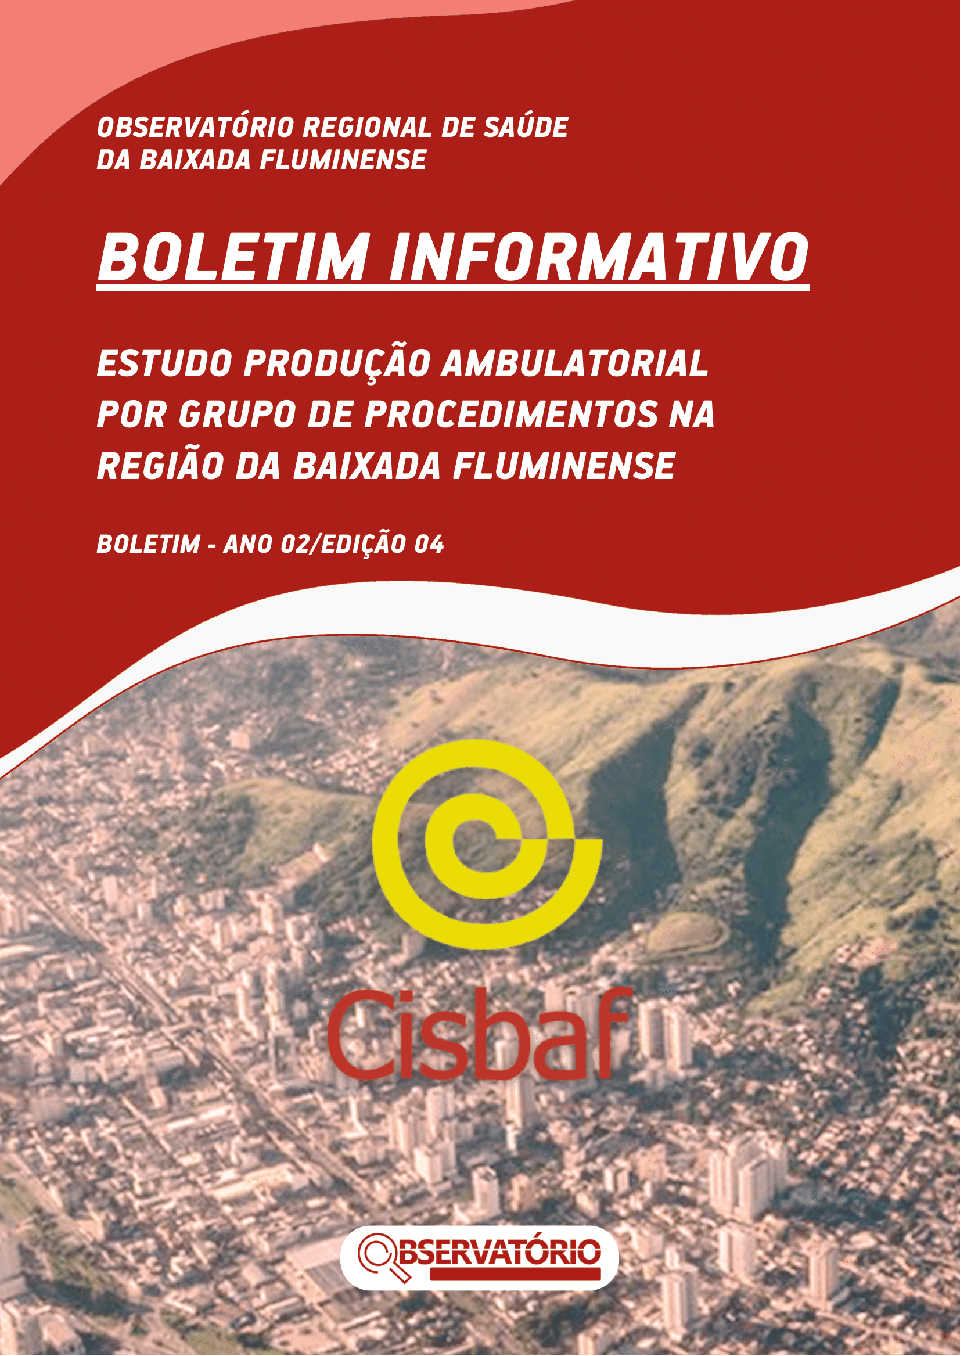 OBSERVATÓRIO REGIONAL DE SAÚDE
DA BAIXADA FLUMINENSE
BOLETIM INFORMATIVO
ESTUDO PRODUÇÃO AMBULATORIAL
POR GRUPO DE PROCEDIMENTOS NA
REGIÃO DA BAIXADA FLUMINENSE
BOLETIM - ANO 02/EDIÇÃO 04
Cisbaf
OBSERVATÓRIO